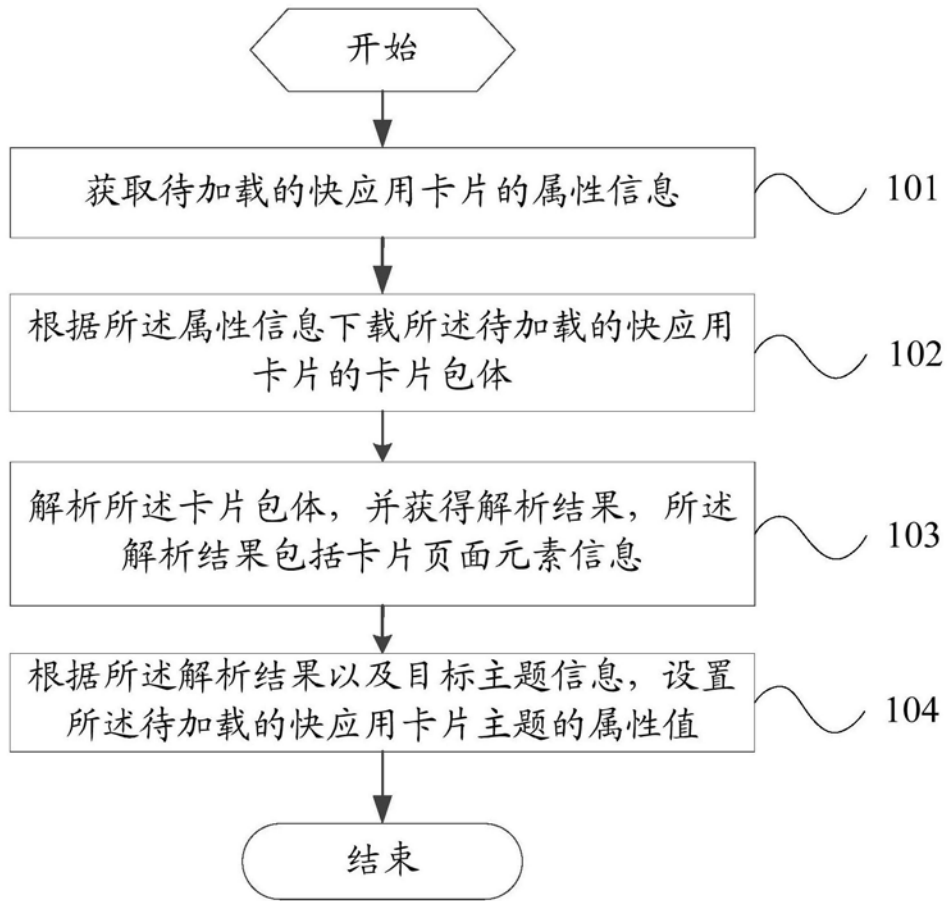 开始
获取待加载的快应用卡片的属性信息
101
根据所述属性信息下载所述待加载的快应用
卡片的卡片包体
102
解析所述卡片包体，并获得解析结果，所述
解析结果包括卡片页面元素信息
103
根据所述解析结果以及目标主题信息，设置
所述待加载的快应用卡片主题的属性值
104
结束